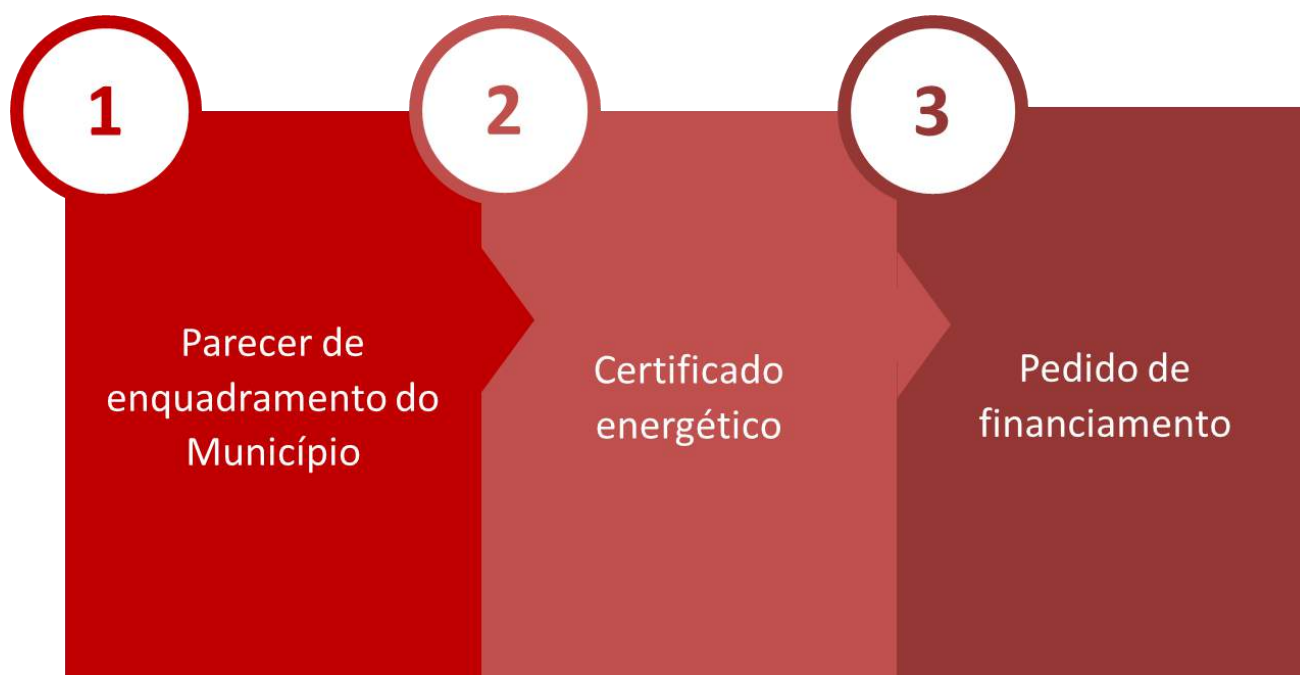 1
Parecer de
enquadramento do
Município
2
Certificado
energético
3
Pedido de
financiamento